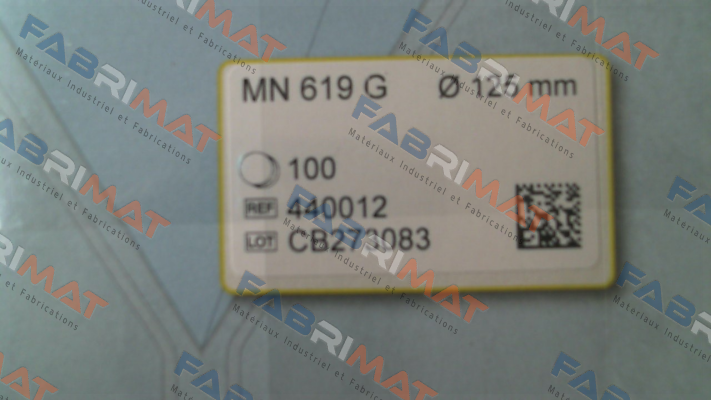 MN 619 G Ø 125 mm
100
REF 440012
LOT
FABRIMAT
Materiaux Industriel et Fabrications